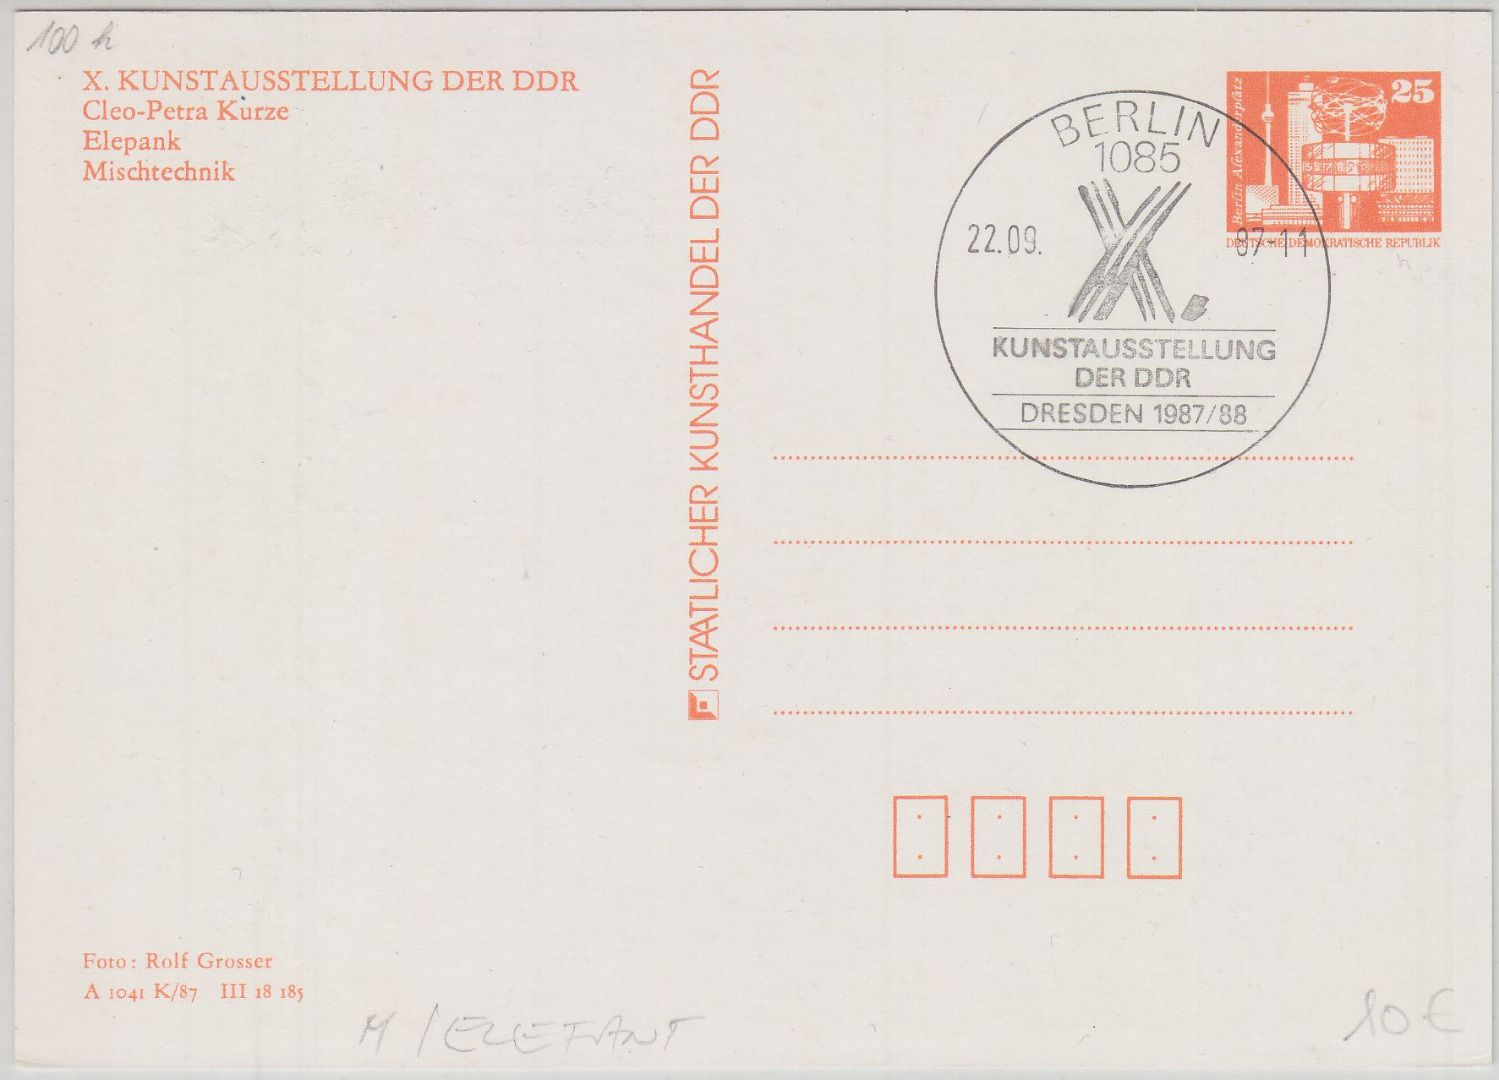 100 h
X. KUNSTAUSSTELLUNG DER DDR
Cleo-Petra Kurze
Elepank
Mischtechnik
STAATLICHER KUNSTHANDEL DER DDR
BERLIN
1085
22.09. 87-11
X.
KUNSTAUSSTELLUNG
DER DDR
DRESDEN 1987/88
25
Berlin Alexanderplatz
DEUTSCHE DEMOKRATISCHE REPUBLIK
Foto: Rolf Grosser
A 1041 K/87 III 18 185
M / ELEFANT
10 €